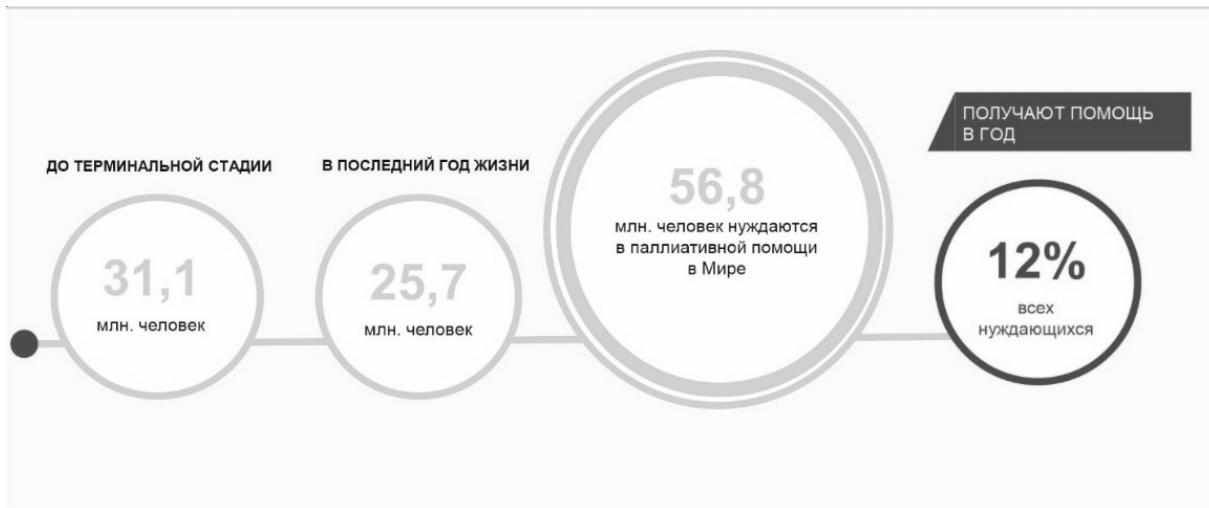 ДО ТЕРМИНАЛЬНОЙ СТАДИИ
31,1
млн. человек
В ПОСЛЕДНИЙ ГОД ЖИЗНИ
25,7
млн. человек
56,8
млн. человек нуждаются
в паллиативной помощи
в Мире
ПОЛУЧАЮТ ПОМОЩЬ
В ГОД
12%
всех
нуждающихся